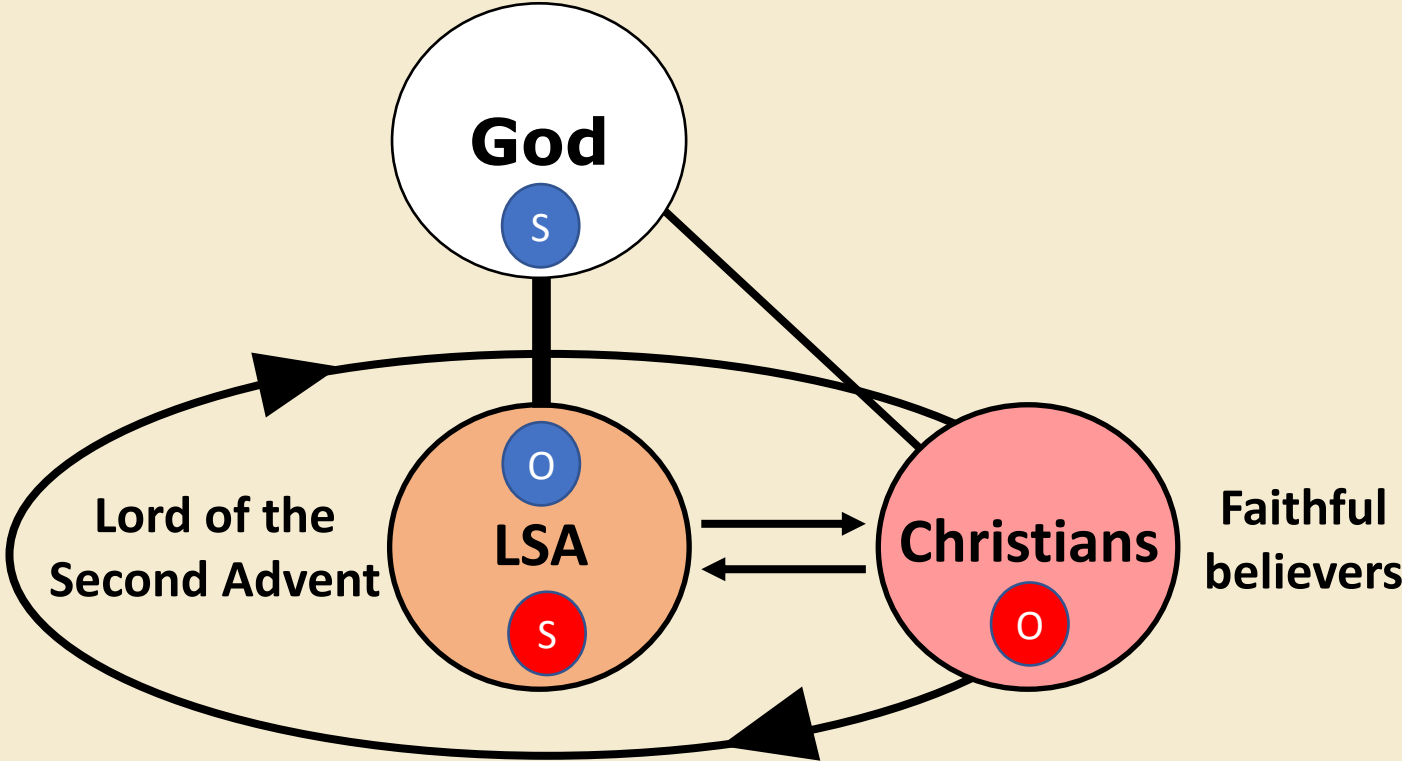 God
S
O
Lord of the
Second Advent
LSA
S
Christians
O
Faithful
believers